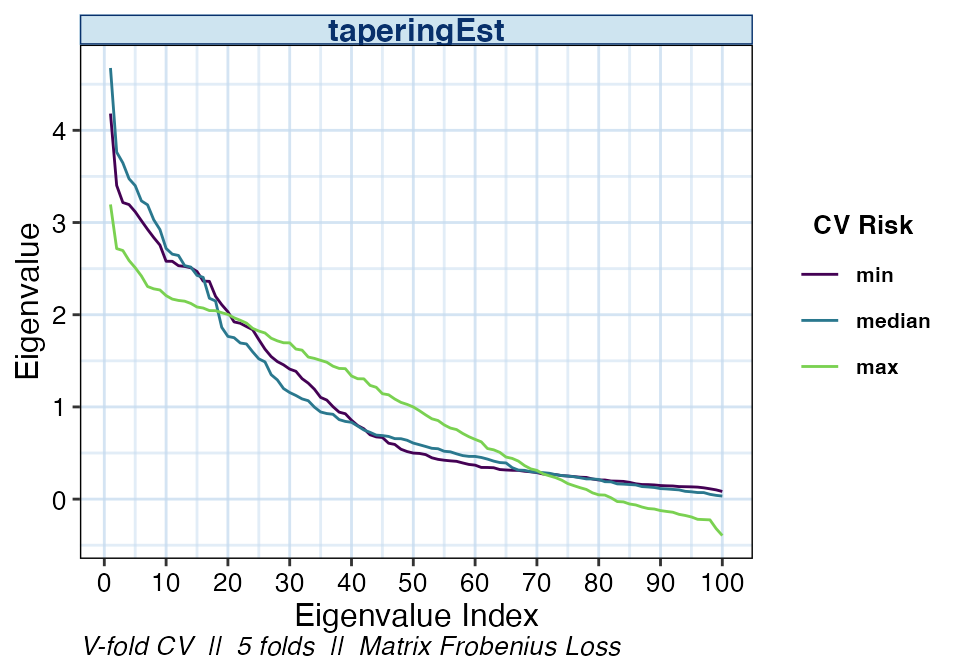 taperingEst
Eigenvalue
4
3
2
1
0
0 10 20 30 40 50 60 70 80 90 100
Eigenvalue Index
V-fold CV // 5 folds // Matrix Frobenius Loss
CV Risk
min
median
max